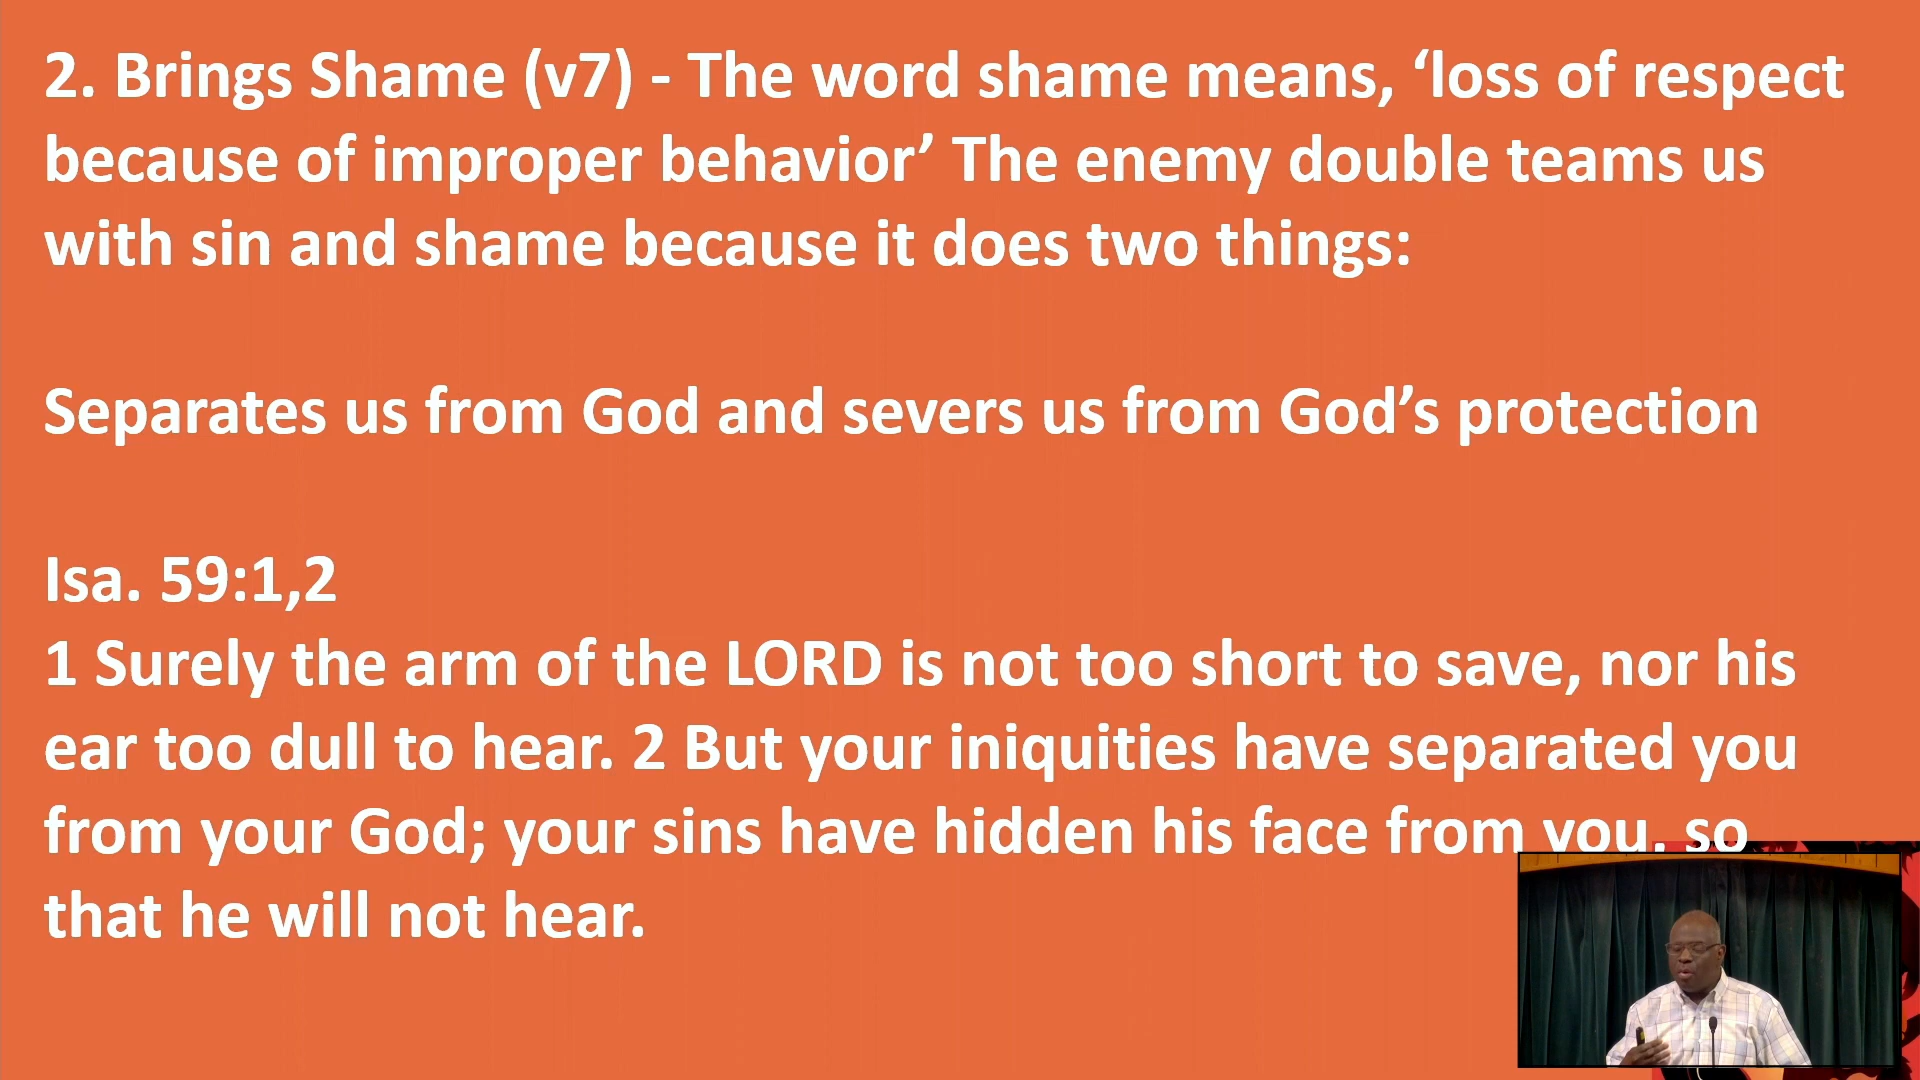 2. Brings Shame (v7) - The word shame means, ‘loss of respect
because of improper behavior’ The enemy double teams us
with sin and shame because it does two things:
Separates us from God and severs us from God’s protection
Isa. 59:1,2
1 Surely the arm of the LORD is not too short to save, nor his
ear too dull to hear. 2 But your iniquities have separated you
from your God; your sins have hidden his face from you, so
that he will not hear.